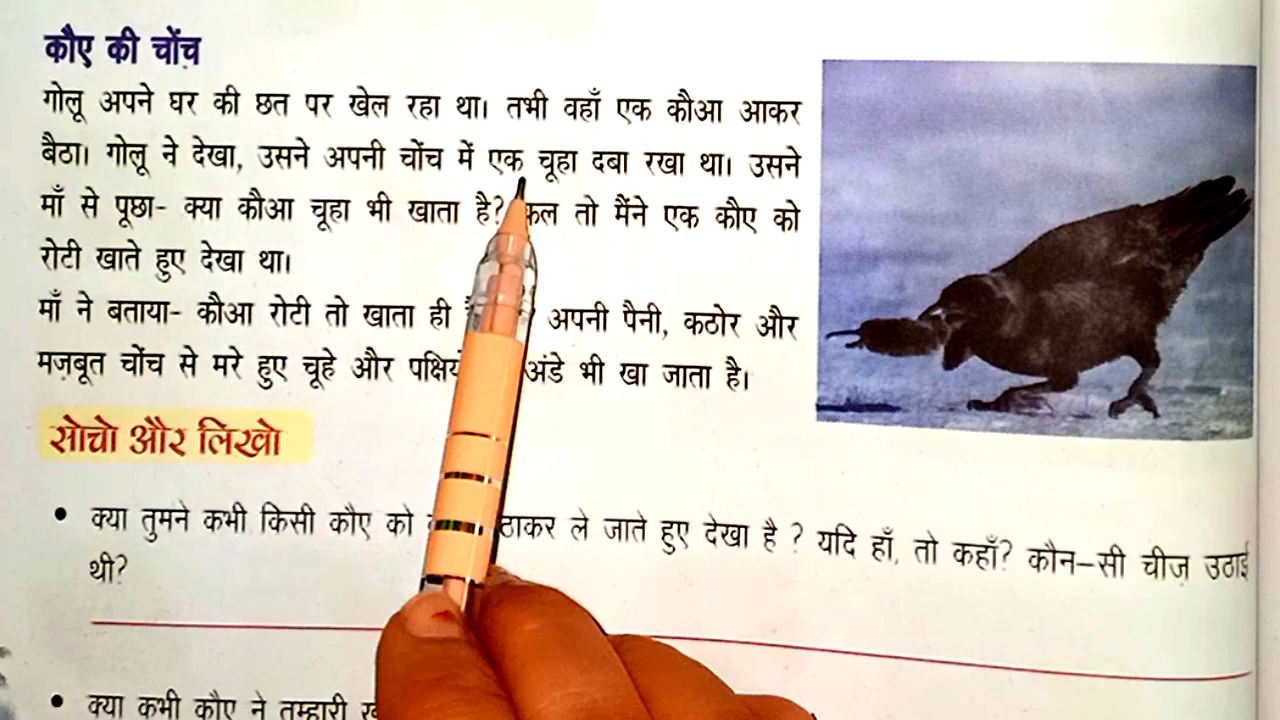 कौए की चोंच
गोलू अपने घर की छत पर खेल रहा था। तभी वहाँ एक कौआ आकर
बैठा। गोलू ने देखा, उसने अपनी चोंच में एक चूहा दबा रखा था। उसने
माँ से पूछा- क्या कौआ चूहा भी खाता है? कल तो मैंने एक कौए को
रोटी खाते हुए देखा था।
माँ ने बताया- कौआ रोटी तो खाता ही अपनी पैनी, कठोर और
मज़बूत चोंच से मरे हुए चूहे और अंडे भी खा जाता है।
सोचो और लिखो
• क्या तुमने कभी किसी कौए को ले जाते हुए देखा है ? यदि हाँ, तो कहाँ? कौन-सी चीज़ उठाई
थी?
• क्या कभी कौए ने तुम्हारी